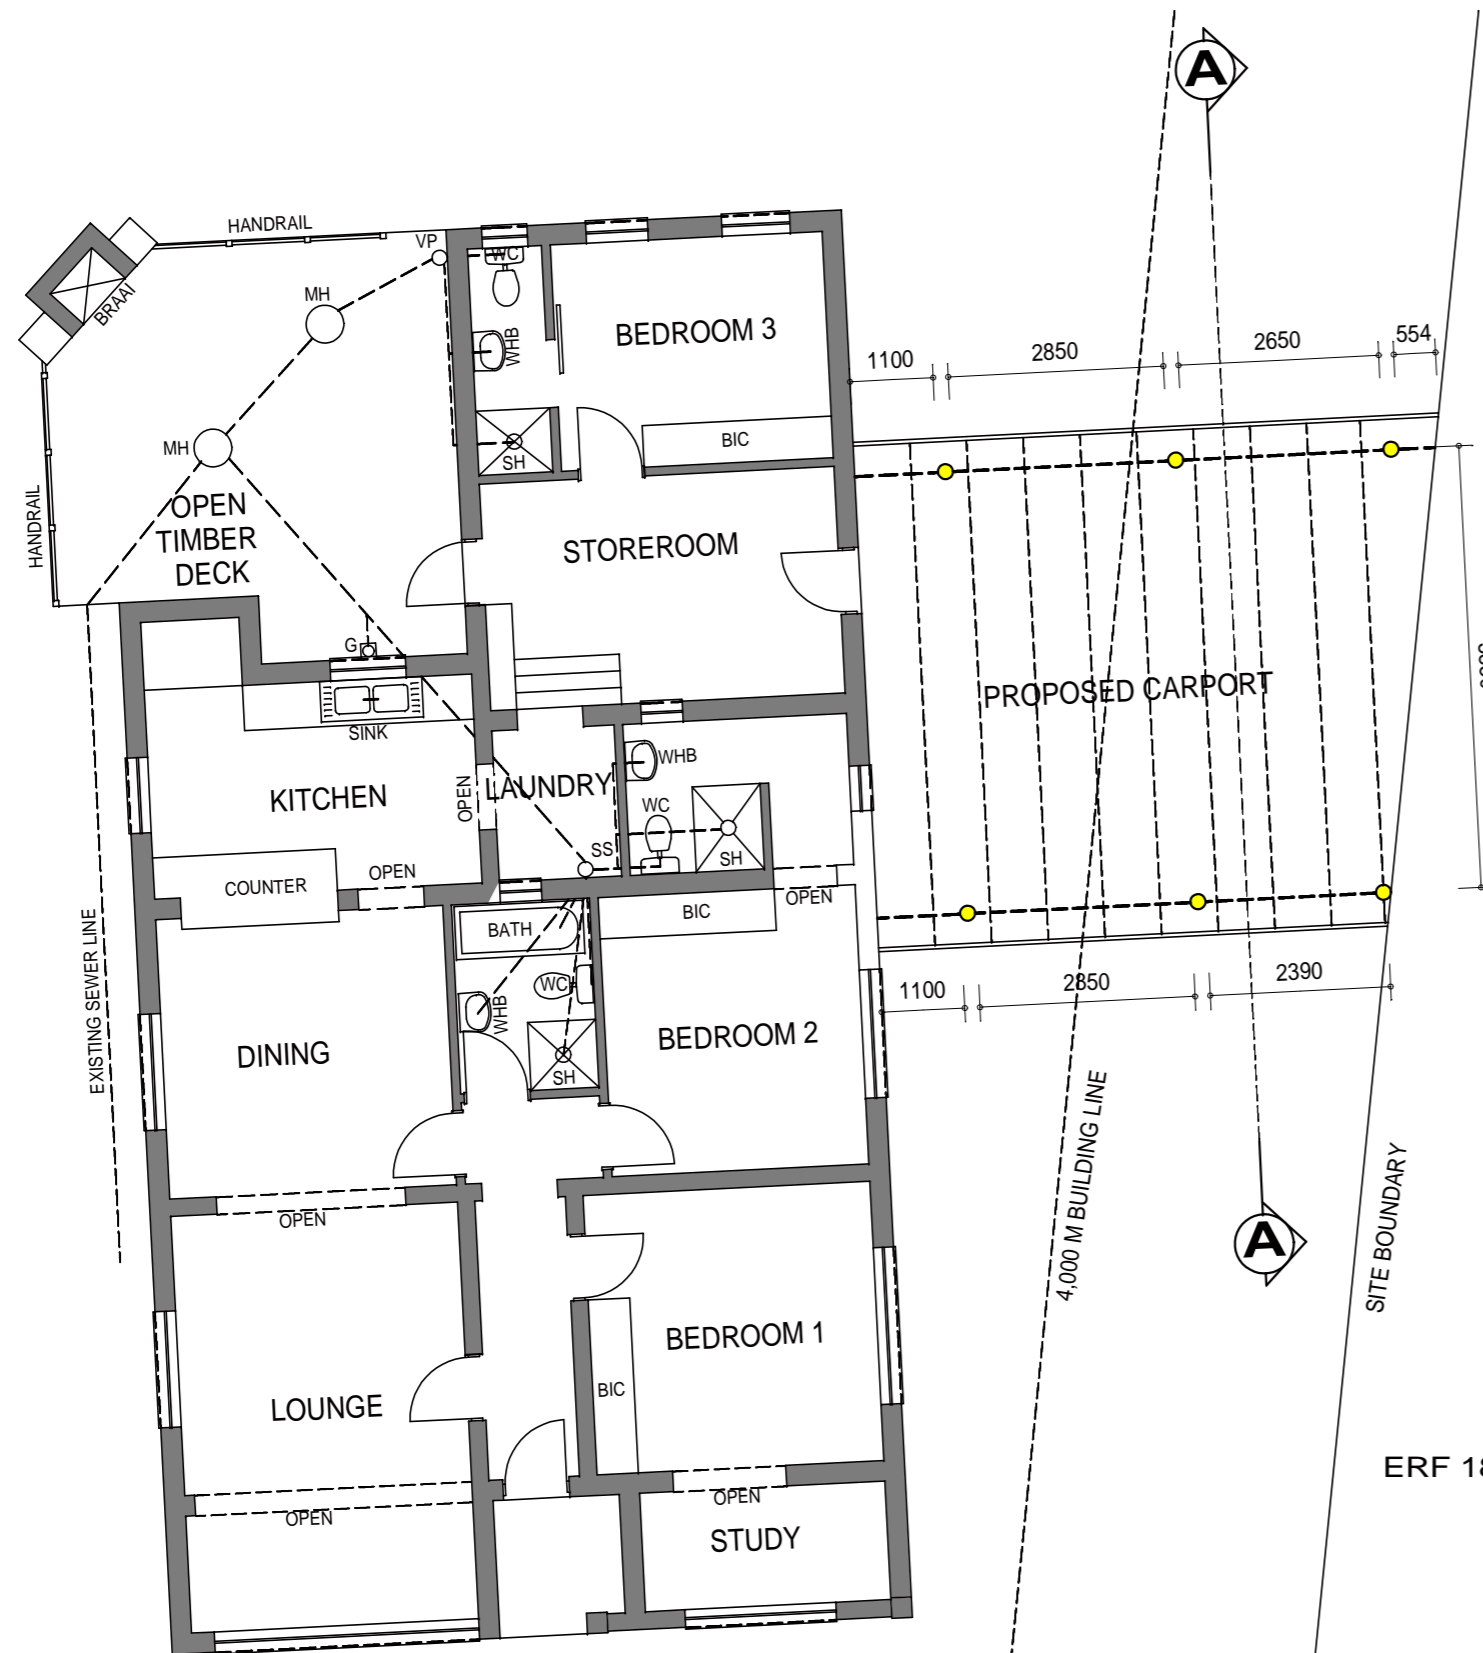 A
HANDRAIL
VP
WC
MH
BRAAI
WHB
BEDROOM 3
1100
2850
2650
554
MH
BIC
SH
HANDRAIL
OPEN
TIMBER
DECK
STOREROOM
G
PROPOSED CARPORT
SINK
KITCHEN
OPEN
LAUNDRY
WHB
WC
SS
SH
COUNTER
OPEN
OPEN
BIC
BATH
EXISTING SEWER LINE
WC
WHB
1100
2850
2390
DINING
BEDROOM 2
SH
4,000 M BUILDING LINE
SITE BOUNDARY
OPEN
A
BEDROOM 1
BIC
LOUNGE
ERF 18
OPEN
OPEN
STUDY